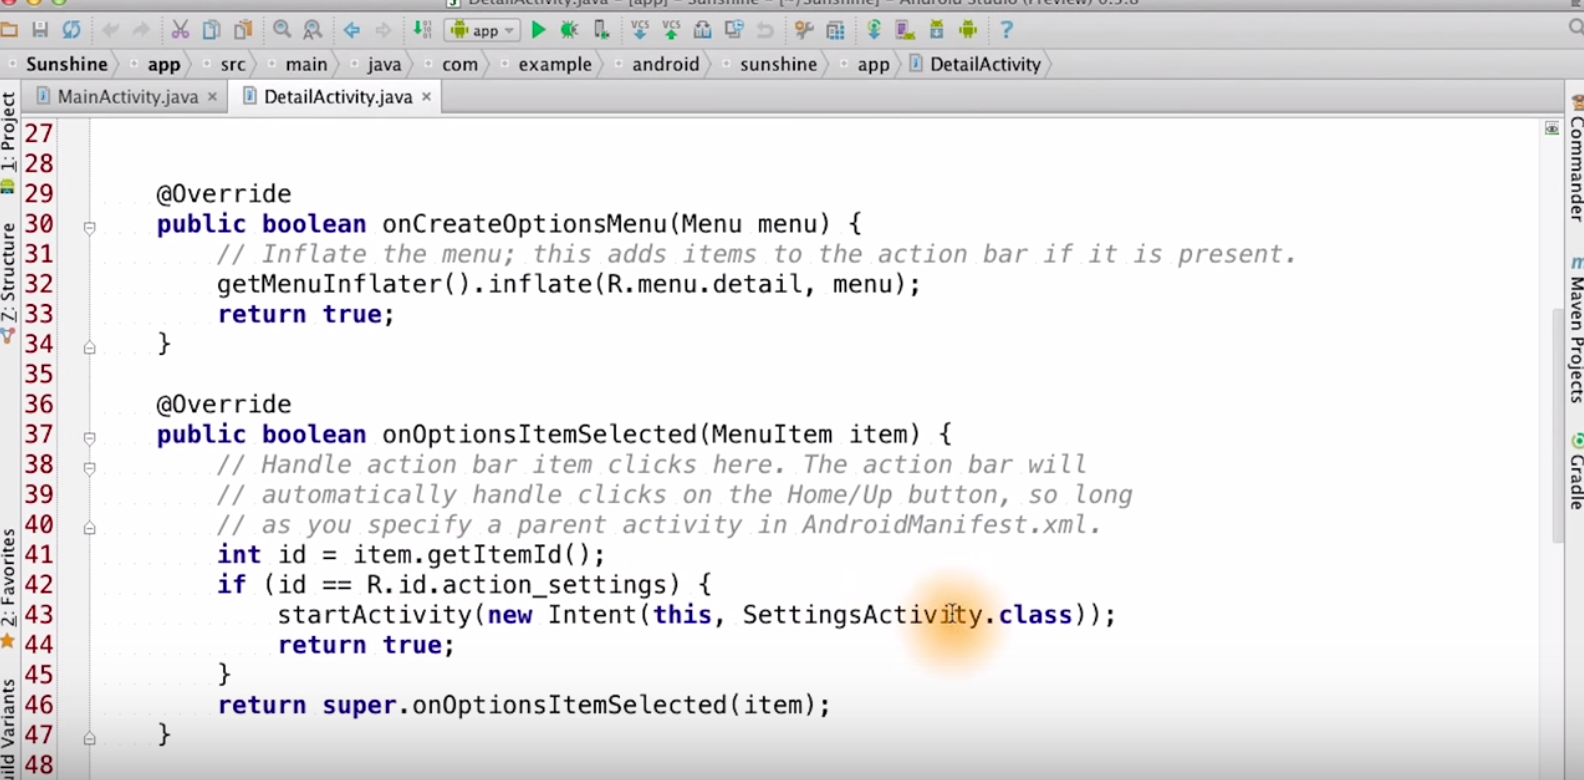 DetailActivity.java – [app] – Sunshine – [~/Sunshine] – Android Studio (Preview) 0.5.8
app
Sunshine app src main java com example android sunshine app DetailActivity
MainActivity.java × DetailActivity.java ×
1: Project
Z: Structure
2: Favorites
ild Variants
27
28
29 @Override
30 public boolean onCreateOptionsMenu(Menu menu) {
31 // Inflate the menu; this adds items to the action bar if it is present.
32 getMenuInflater().inflate(R.menu.detail, menu);
33 return true;
34 }
35
36 @Override
37 public boolean onOptionsItemSelected(MenuItem item) {
38 // Handle action bar item clicks here. The action bar will
39 // automatically handle clicks on the Home/Up button, so long
40 // as you specify a parent activity in AndroidManifest.xml.
41 int id = item.getItemId();
42 if (id == R.id.action_settings) {
43 startActivity(new Intent(this, SettingsActivity.class));
44 return true;
45 }
46 return super.onOptionsItemSelected(item);
47 }
48
Commander
m Maven Projects
Gradle